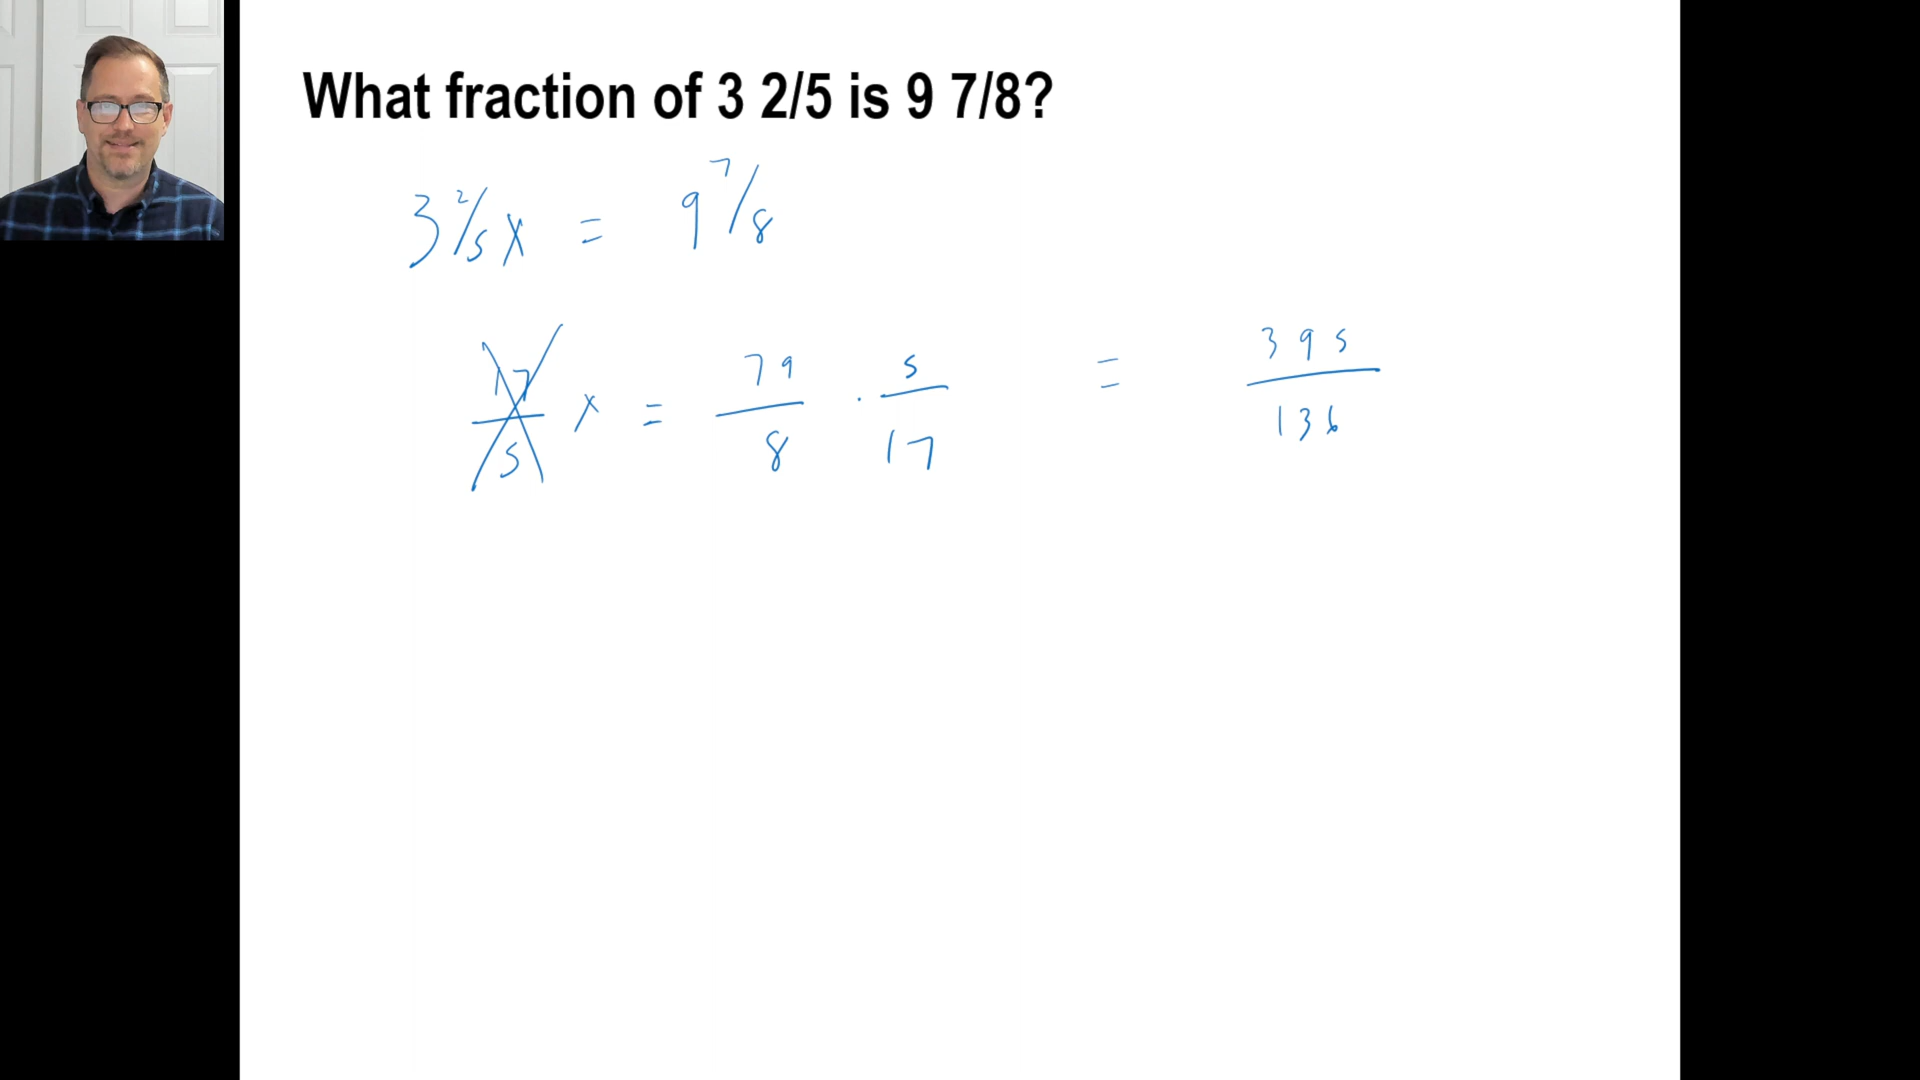 What fraction of 3 2/5 is 9 7/8?
3 2/5 x = 9 7/8
17/5 x = 79/8 · 5/17 = 395/136